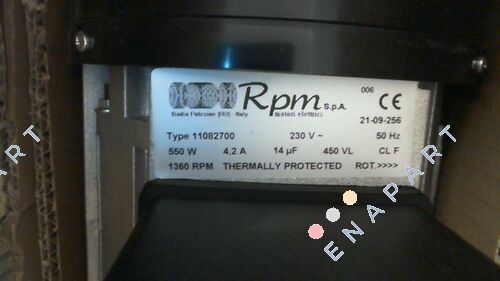 Rpm S.p.A. 006 CE
Badia Polesine (RO) Italy motori elettrici
21-09-256
Type 11082700 230 V ~ 50 Hz
550 W 4,2 A 14 µF 450 VL CL F
1360 RPM THERMALLY PROTECTED ROT.>>>>
ENAPART
ENAPART
ENAPART